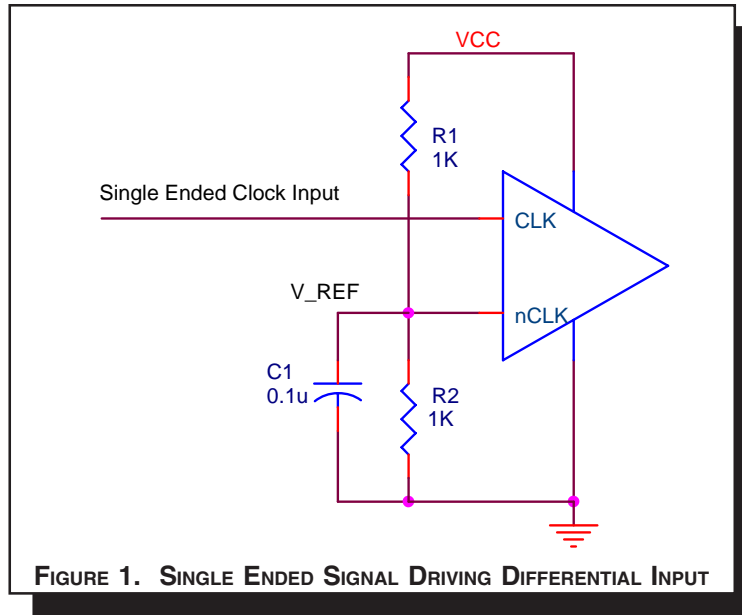 VCC
R1
1K
Single Ended Clock Input
CLK
V_REF
nCLK
C1
0.1u
R2
1K
FIGURE 1. SINGLE ENDED SIGNAL DRIVING DIFFERENTIAL INPUT